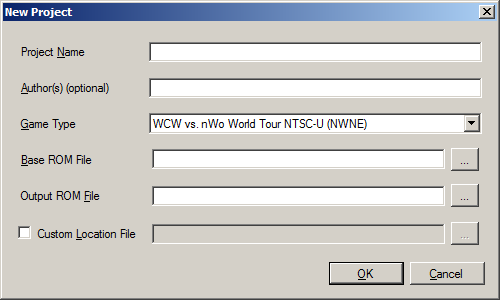 New Project
Project Name
Author(s) (optional)
Game Type WCW vs. nWo World Tour NTSC-U (NWNE)
Base ROM File ...
Output ROM File ...
Custom Location File ...
OK Cancel